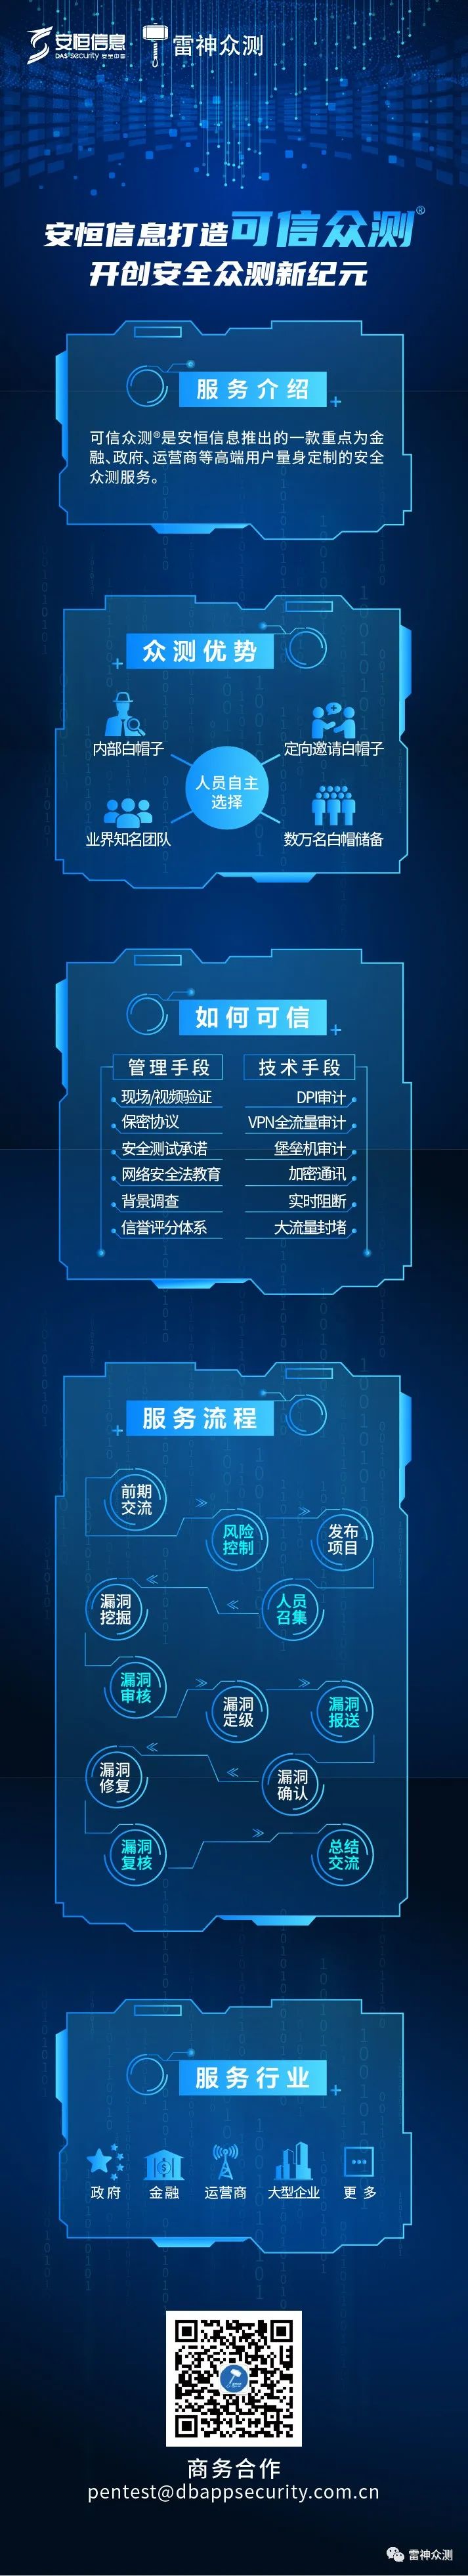 安恒信息
DAS-security 安全中国
雷神众测
安恒信息打造可信众测®
开创安全众测新纪元
服务介绍
可信众测®是安恒信息推出的一款重点为金
融、政府、运营商等高端用户量身定制的安全
众测服务。
众测优势
内部白帽子
定向邀请白帽子
人员自主
选择
业界知名团队
数万名白帽储备
如何可信
管理手段
现场/视频验证
保密协议
安全测试承诺
网络安全法教育
背景调查
信誉评分体系
技术手段
DPI审计
VPN全流量审计
堡垒机审计
加密通讯
实时阻断
大流量封堵
服务流程
前期
交流
风险
控制
发布
项目
人员
召集
漏洞
挖掘
漏洞
审核
漏洞
定级
漏洞
报送
漏洞
确认
漏洞
修复
漏洞
复核
总结
交流
服务行业
政府
金融
运营商
大型企业
更多
商务合作
pentest@dbappsecurity.com.cn
雷神众测